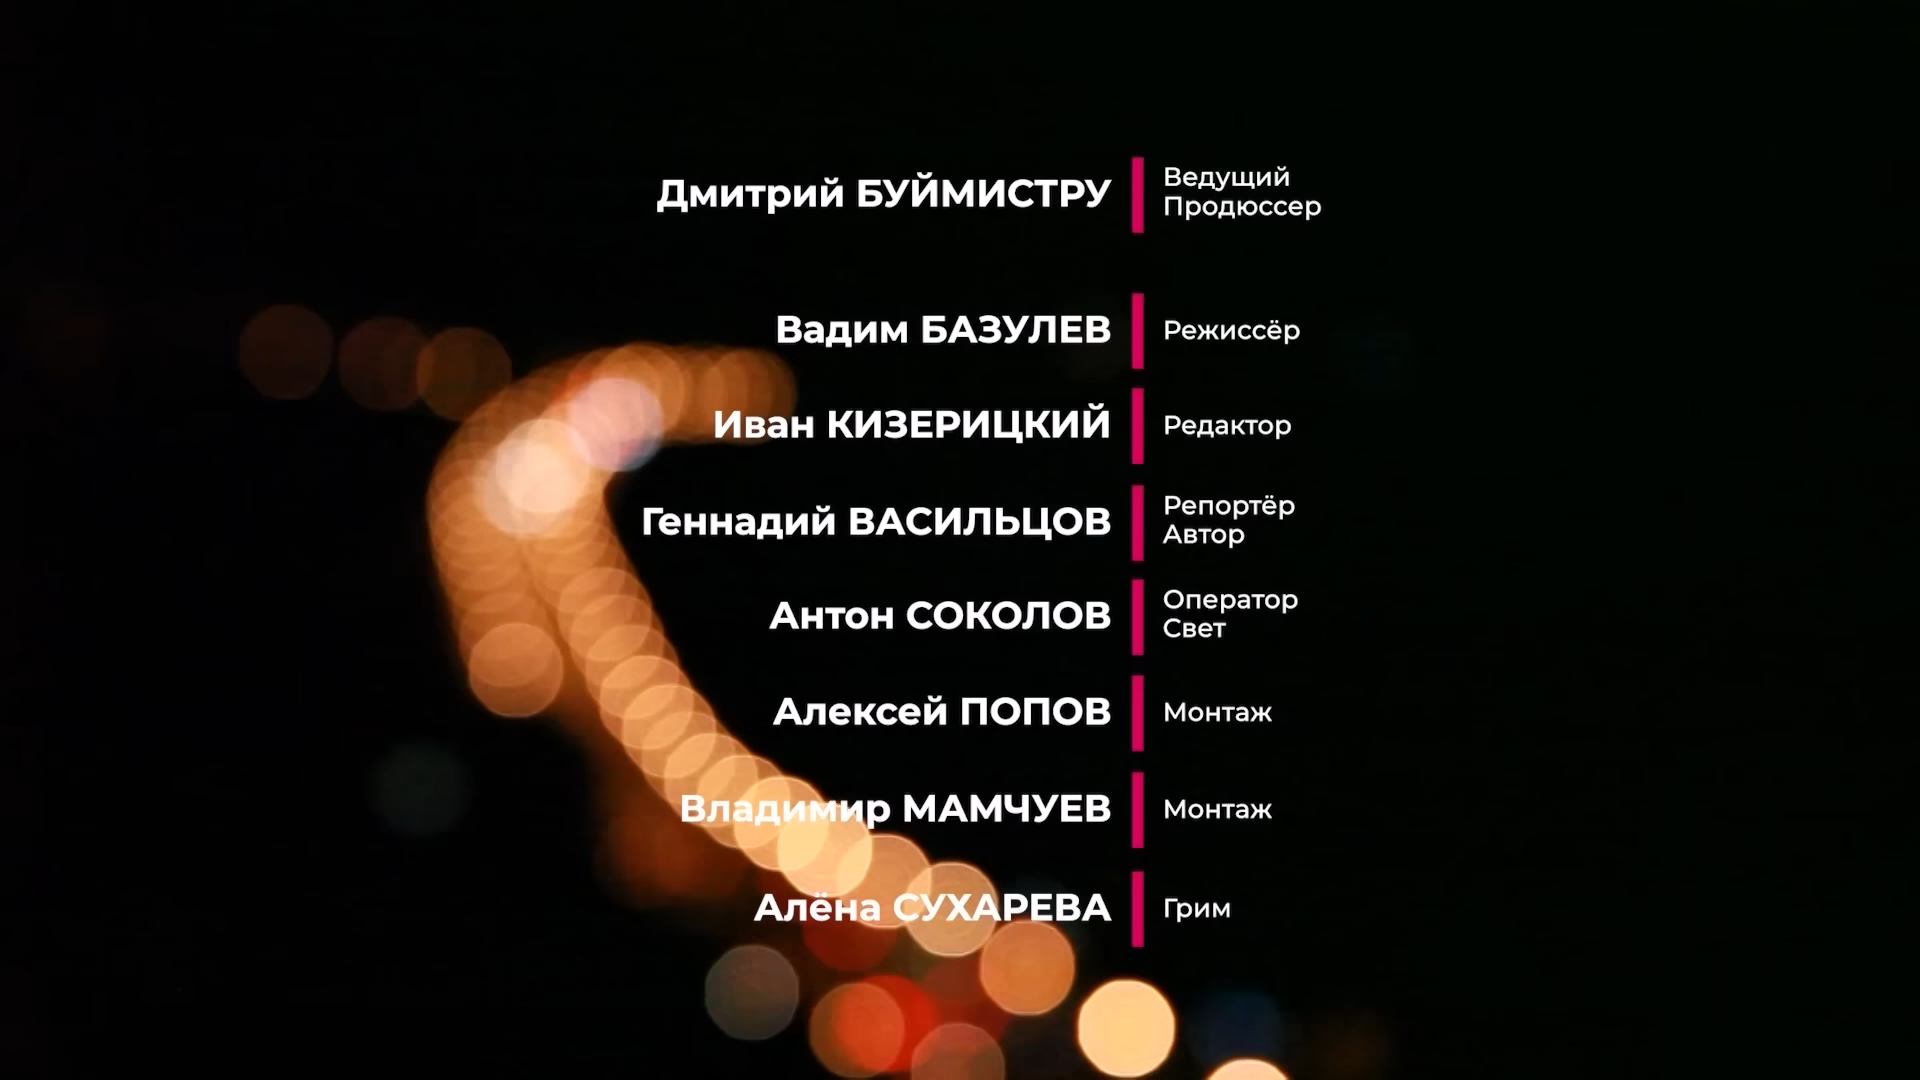 Дмитрий БУЙМИСТРУ
Ведущий
Продюссер
Вадим БАЗУЛЕВ
Режиссёр
Иван КИЗЕРИЦКИЙ
Редактор
Геннадий ВАСИЛЬЦОВ
Репортёр
Автор
Антон СОКОЛОВ
Оператор
Свет
Алексей ПОПОВ
Монтаж
Владимир МАМЧУЕВ
Монтаж
Алёна СУХАРЕВА
Грим